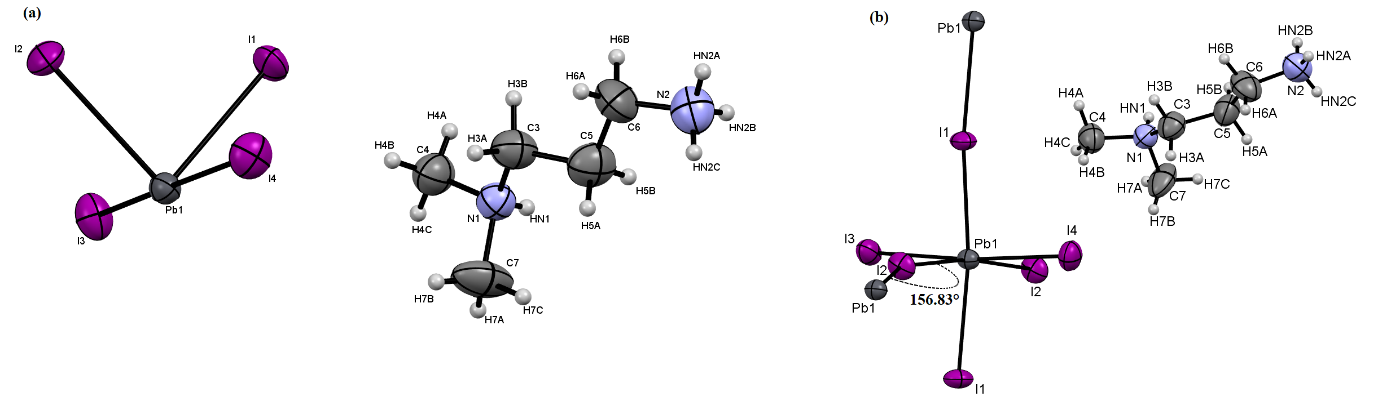 (a)
I2
I1
I4
Pb1
I3
H6B
HN2A
H6A
N2
H3B
HN2B
C6
H4A
C3
C5
HN2C
H4B
H3A
C4
H5B
H4C
N1
HN1
H5A
C7
H7B
H7C
H7A
(b)
Pb1
HN2B
H6B
HN2A
C6
H3B
H5B
N2
H4A
HN1
C3
HN2C
H6A
C4
C5
I1
H4C
N1
H5A
H4B
H3A
H7A
H7C
C7
H7B
I3
Pb1
I4
I2
I2
Pb1
156.83°
I1